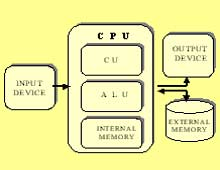 C P U
INPUT
DEVICE
C U
A L U
INTERNAL
MEMORY
OUTPUT
DEVICE
EXTERNAL
MEMORY